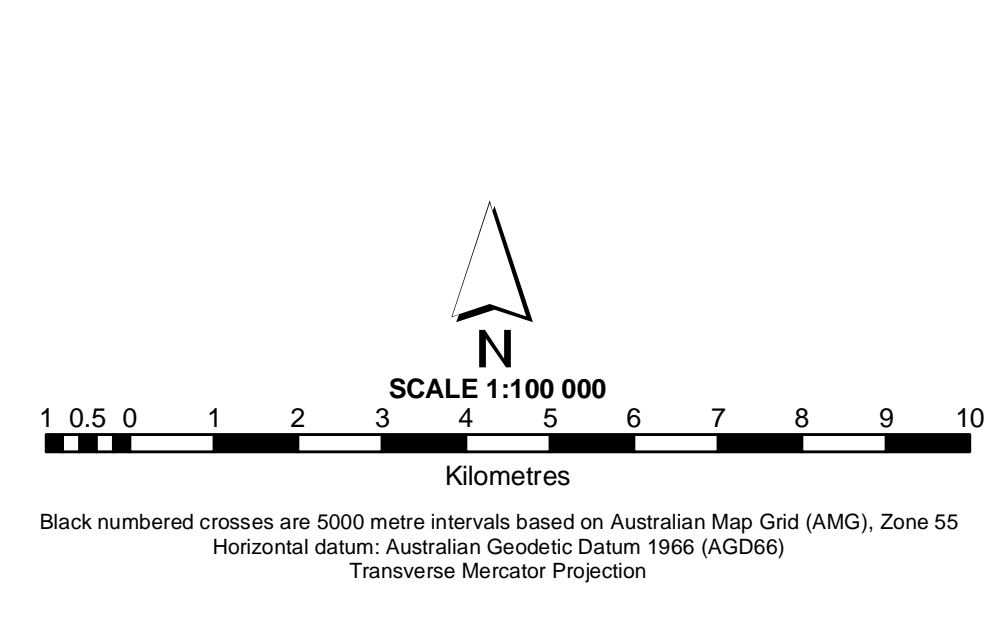 N
SCALE 1:100 000
1 0.5 0 1 2 3 4 5 6 7 8 9 10
Kilometres
Black numbered crosses are 5000 metre intervals based on Australian Map Grid (AMG), Zone 55
Horizontal datum: Australian Geodetic Datum 1966 (AGD66)
Transverse Mercator Projection